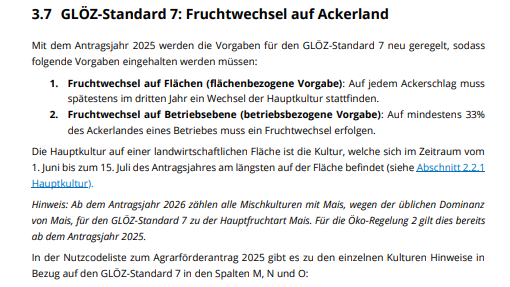 3.7 GLÖZ-Standard 7: Fruchtwechsel auf Ackerland
Mit dem Antragsjahr 2025 werden die Vorgaben für den GLÖZ-Standard 7 neu geregelt, sodass
folgende Vorgaben eingehalten werden müssen:
1. Fruchtwechsel auf Flächen (flächenbezogene Vorgabe): Auf jedem Ackerschlag muss
spätestens im dritten Jahr ein Wechsel der Hauptkultur stattfinden.
2. Fruchtwechsel auf Betriebsebene (betriebsbezogene Vorgabe): Auf mindestens 33%
des Ackerlandes eines Betriebes muss ein Fruchtwechsel erfolgen.
Die Hauptkultur auf einer landwirtschaftlichen Fläche ist die Kultur, welche sich im Zeitraum vom
1. Juni bis zum 15. Juli des Antragsjahres am längsten auf der Fläche befindet (siehe Abschnitt 2.2.1
Hauptkultur).
Hinweis: Ab dem Antragsjahr 2026 zählen alle Mischkulturen mit Mais, wegen der üblichen Dominanz
von Mais, für den GLÖZ-Standard 7 zu der Hauptfruchtart Mais. Für die Öko-Regelung 2 gilt dies bereits
ab dem Antragsjahr 2025.
In der Nutzcodeliste zum Agrarförderantrag 2025 gibt es zu den einzelnen Kulturen Hinweise in
Bezug auf den GLÖZ-Standard 7 in den Spalten M, N und O: